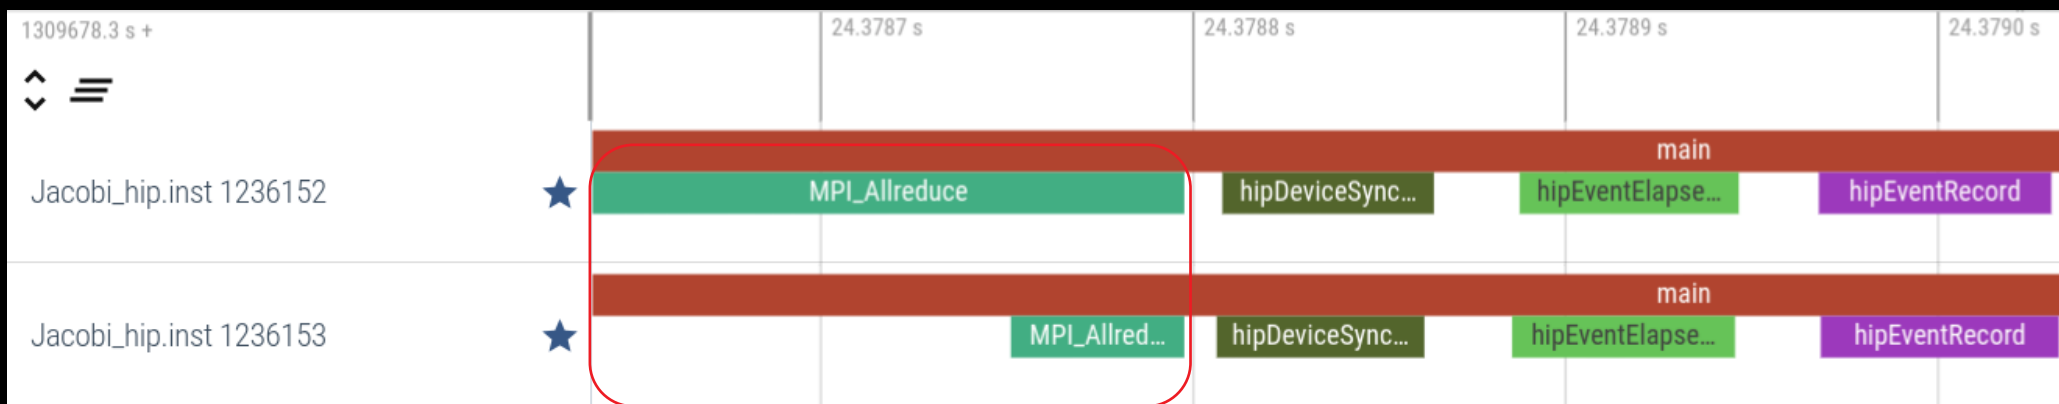 1309678.3 s +
24.3787 s
24.3788 s
24.3789 s
24.3790 s
main
Jacobi_hip.inst 1236152
MPI_Allreduce
hipDeviceSync...
hipEventElapse...
hipEventRecord
main
Jacobi_hip.inst 1236153
MPI_Allred...
hipDeviceSync...
hipEventElapse...
hipEventRecord